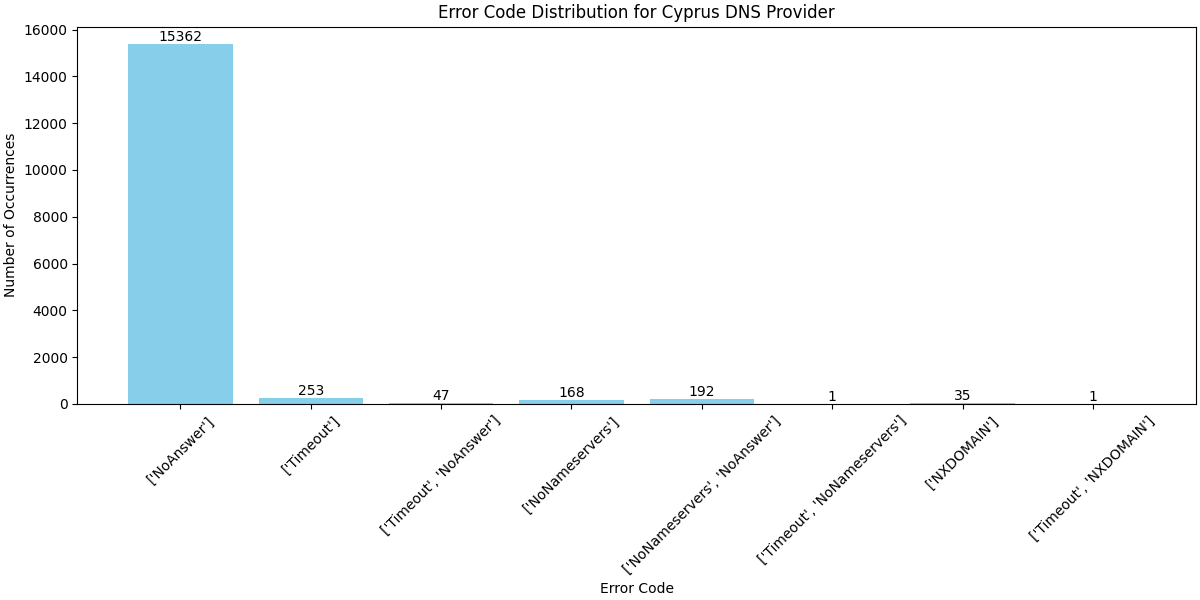 Error Code Distribution for Cyprus DNS Provider
Number of Occurrences
16000
14000
12000
10000
8000
6000
4000
2000
0
15362
253
47
168
192
1
35
1
['NoAnswer']
['Timeout']
['Timeout', 'NoAnswer']
['NoNameservers']
['NoNameservers', 'NoAnswer']
['Timeout', 'NoNameservers']
['NXDOMAIN']
['Timeout', 'NXDOMAIN']
Error Code